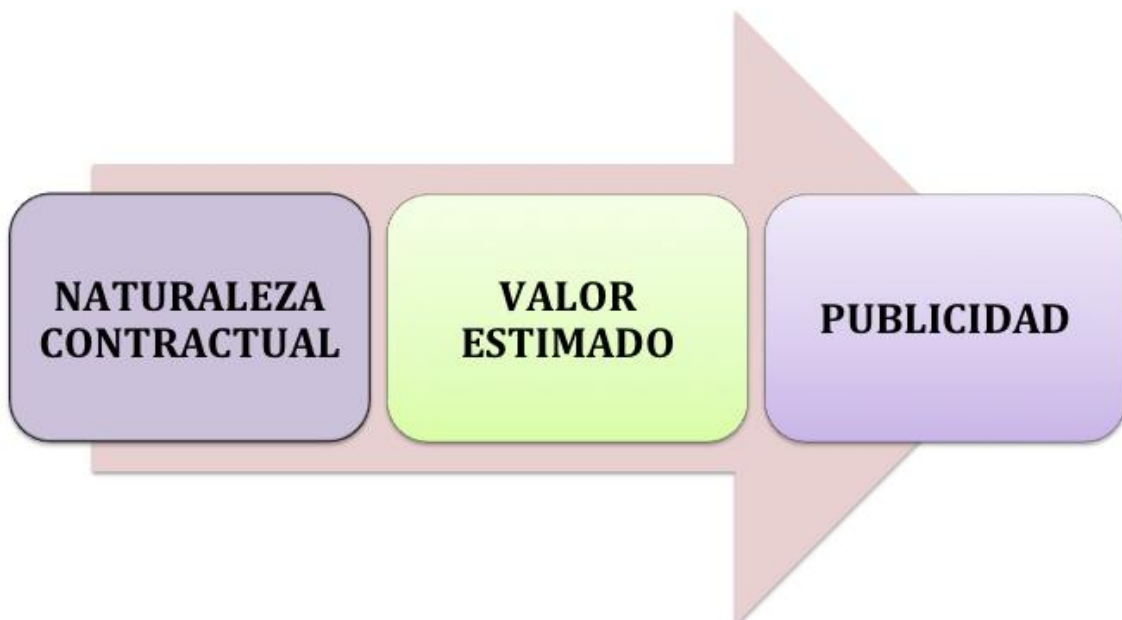 NATURALEZA
CONTRACTUAL
VALOR
ESTIMADO
PUBLICIDAD